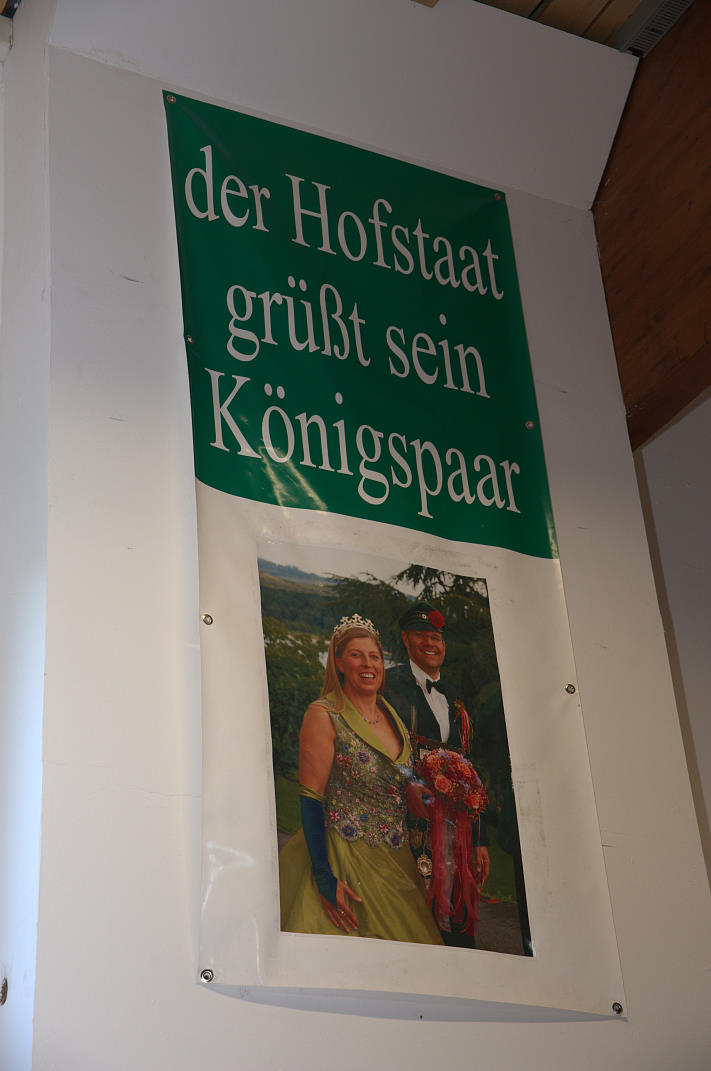 der Hofstaat
grüßt sein
Königspaar